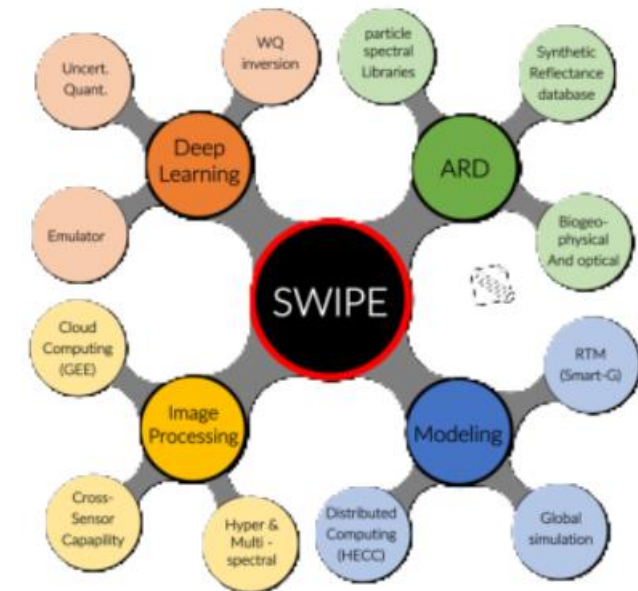 WQ
inversion
Uncert.
Quant.
Deep
Learning
Emulator
particle
spectral
Libraries
Synthetic
Reflectance
database
ARD
Biogeo-
physical
And optical
SWIPE
Cloud
Computing
(GEE)
Image
Processing
Cross-
Sensor
Capapility
Hyper &
Multi -
spectral
RTM
(Smart-G)
Modeling
Distributed
Computing
(HECC)
Global
simulation